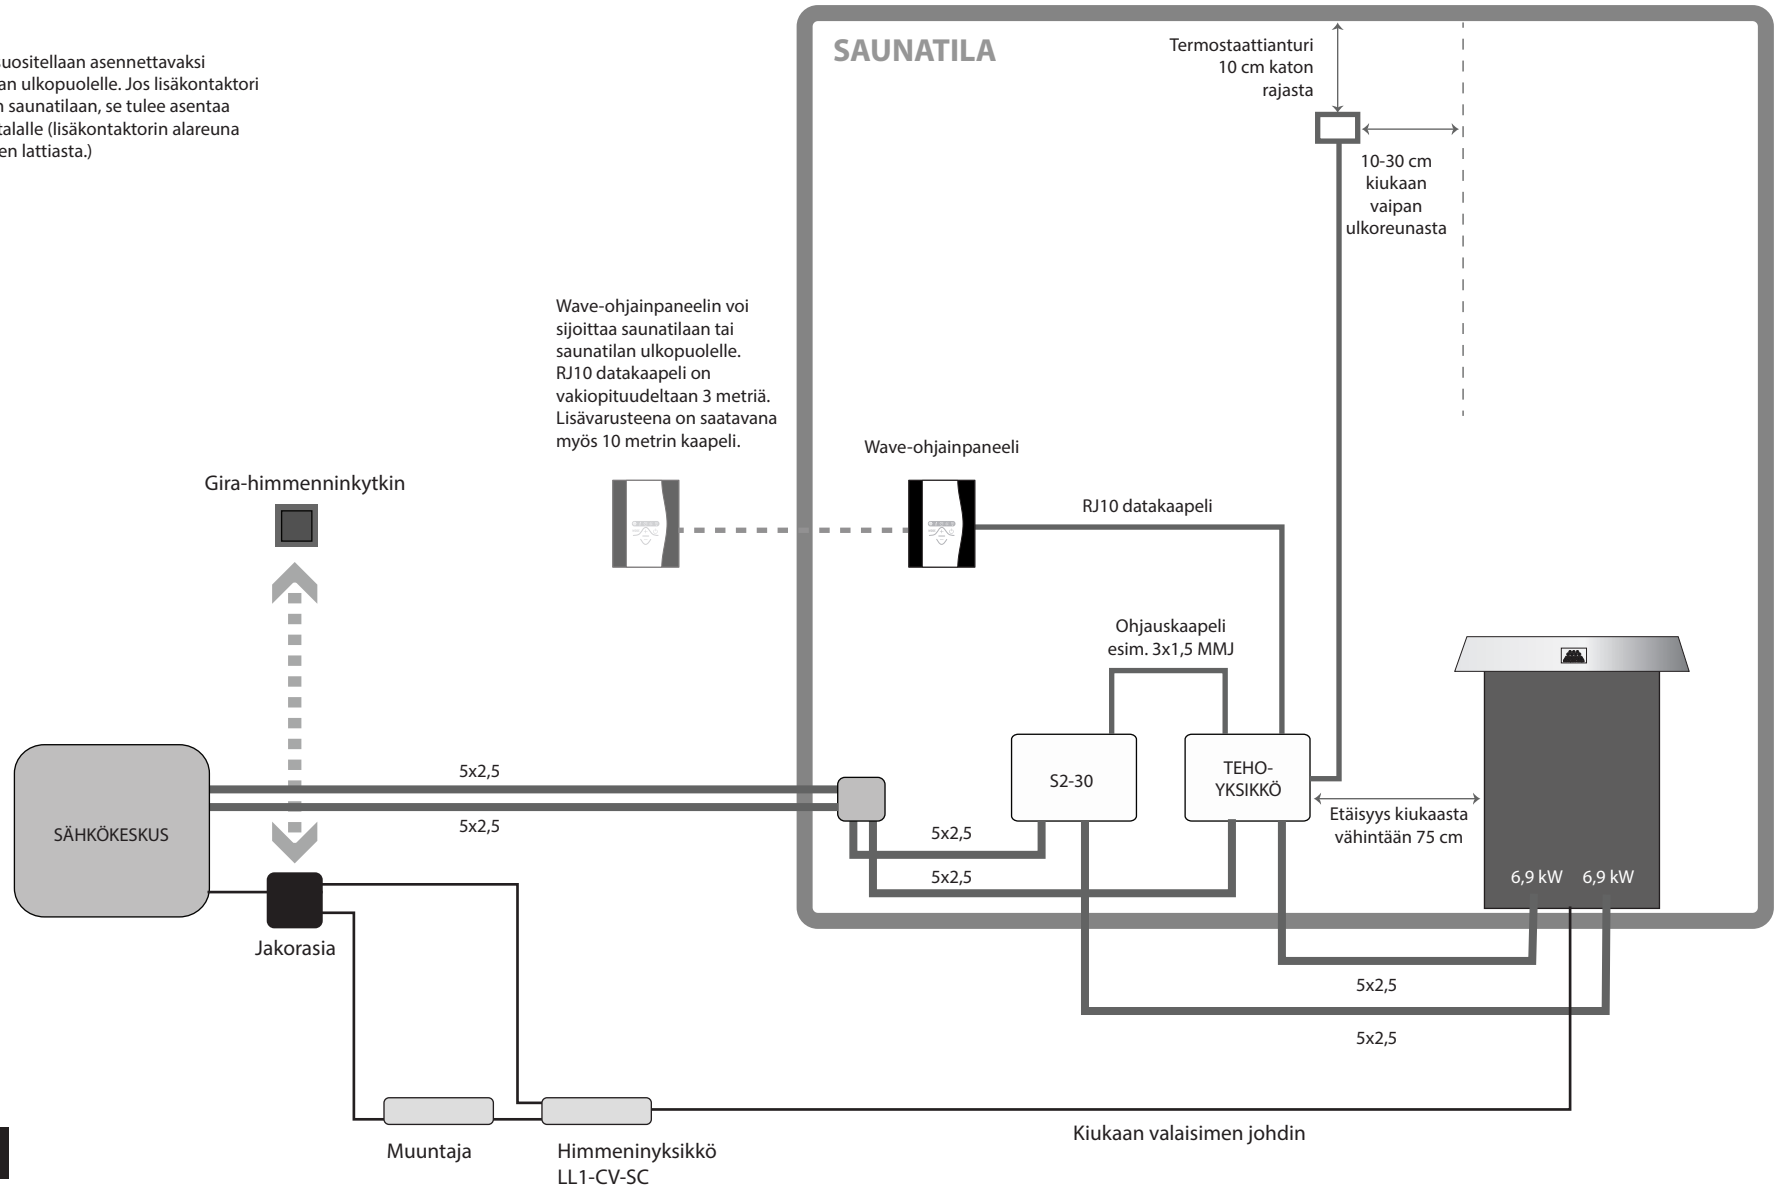 suositellaan asennettavaksi
an ulkopuolelle. Jos lisäkontaktori
n saunatilaan, se tulee asentaa
talalle (lisäkontaktorin alareuna
en lattiasta.)
SAUNATILA
Termostaattianturi
10 cm katon
rajasta
10-30 cm
kiukaan
vaipan
ulkoreunasta
Wave-ohjainpaneelin voi
sijoittaa saunatilaan tai
saunatilan ulkopuolelle.
RJ10 datakaapeli on
vakiopituudeltaan 3 metriä.
Lisävarusteena on saatavana
myös 10 metrin kaapeli.
Wave-ohjainpaneeli
Gira-himmenninkytkin
RJ10 datakaapeli
Ohjauskaapeli
esim. 3x1,5 MMJ
SÄHKÖKESKUS
5x2,5
5x2,5
S2-30
TEHO-
YKSIKKÖ
Etäisyys kiukaasta
vähintään 75 cm
5x2,5
5x2,5
6,9 kW
6,9 kW
Jakorasia
5x2,5
5x2,5
Kiukaan valaisimen johdin
Muuntaja
Himmeninyksikkö
LL1-CV-SC